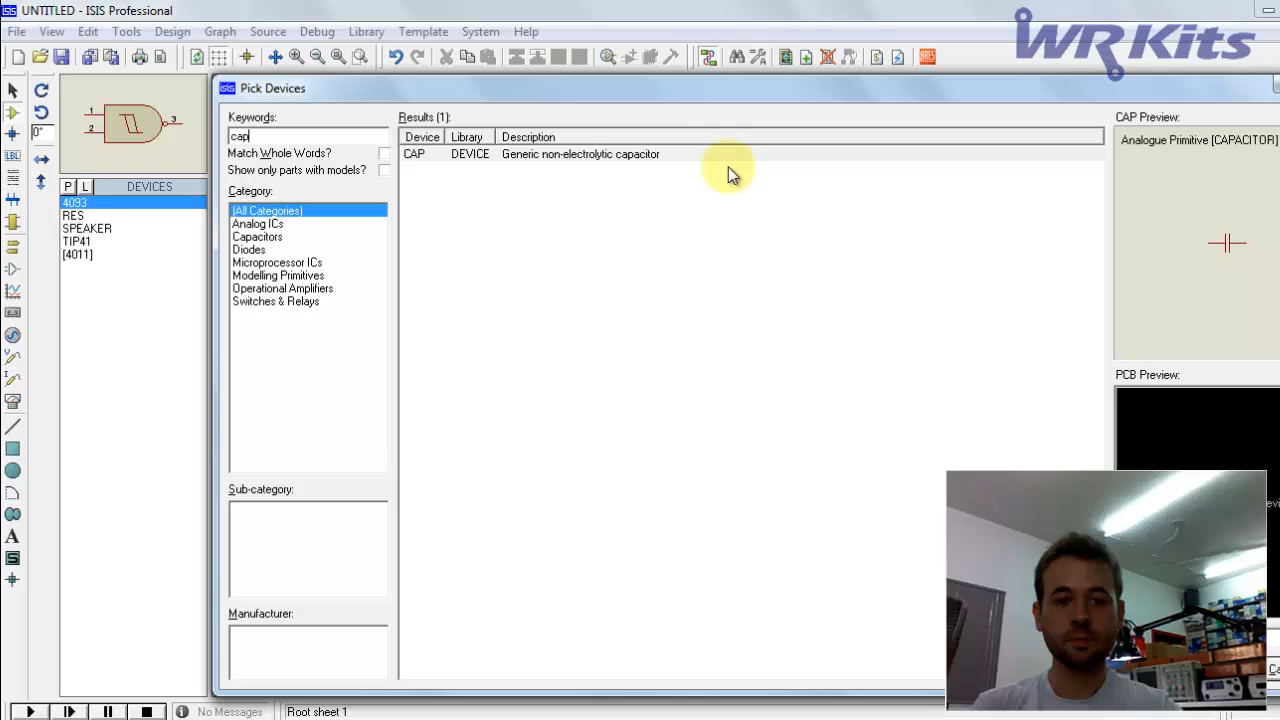 UNTITLED - ISIS Professional
File View Edit Tools Design Graph Source Debug Library Template System Help
WR Kits
Pick Devices
Keywords:
cap
Match Whole Words?
Show only parts with models?
Category:
(All Categories)
Analog ICs
Capacitors
Diodes
Microprocessor ICs
Modelling Primitives
Operational Amplifiers
Switches & Relays
Sub-category:
Manufacturer:
Results (1):
Device Library Description
CAP DEVICE Generic non-electrolytic capacitor
CAP Preview:
Analogue Primitive [CAPACITOR]
PCB Preview:
1
2
3
0°
LBL
P L DEVICES
4093
RES
SPEAKER
TIP41
[4011]
A
S
No Messages
Root sheet 1